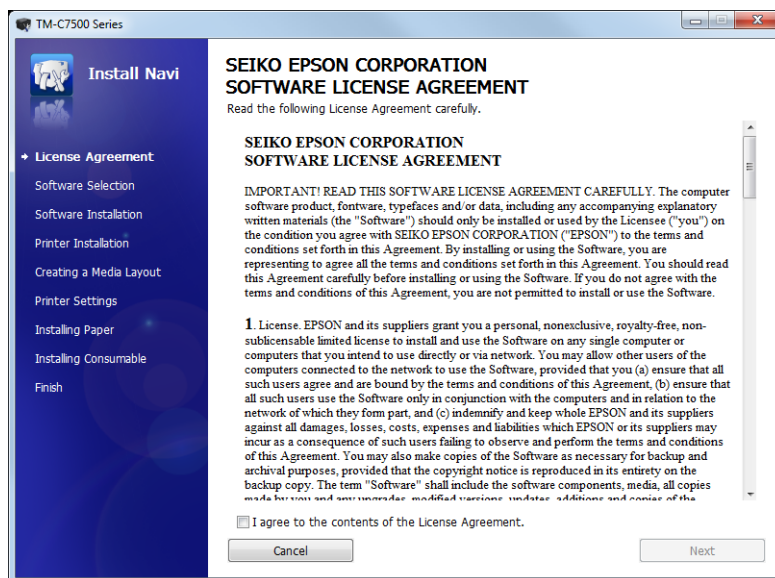 TM-C7500 Series
Install Navi
License Agreement
Software Selection
Software Installation
Printer Installation
Creating a Media Layout
Printer Settings
Installing Paper
Installing Consumable
Finish
SEIKO EPSON CORPORATION
SOFTWARE LICENSE AGREEMENT
Read the following License Agreement carefully.
SEIKO EPSON CORPORATION
SOFTWARE LICENSE AGREEMENT
IMPORTANT! READ THIS SOFTWARE LICENSE AGREEMENT CAREFULLY. The computer
software product, fontware, typefaces and/or data, including any accompanying explanatory
written materials (the "Software") should only be installed or used by the Licensee ("you") on
the condition you agree with SEIKO EPSON CORPORATION ("EPSON") to the terms and
conditions set forth in this Agreement. By installing or using the Software, you are
representing to agree all the terms and conditions set forth in this Agreement. You should read
this Agreement carefully before installing or using the Software. If you do not agree with the
terms and conditions of this Agreement, you are not permitted to install or use the Software.
1. License. EPSON and its suppliers grant you a personal, nonexclusive, royalty-free, non-
sublicensable limited license to install and use the Software on any single computer or
computers that you intend to use directly or via network. You may allow other users of the
computers connected to the network to use the Software, provided that you (a) ensure that all
such users agree and are bound by the terms and conditions of this Agreement, (b) ensure that
all such users use the Software only in conjunction with the computers and in relation to the
network of which they form part, and (c) indemnify and keep whole EPSON and its suppliers
against all damages, losses, costs, expenses and liabilities which EPSON or its suppliers may
incur as a consequence of such users failing to observe and perform the terms and conditions
of this Agreement. You may also make copies of the Software as necessary for backup and
archival purposes, provided that the copyright notice is reproduced in its entirety on the
backup copy. The term "Software" shall include the software components, media, all copies
made by you and any upgrades, modified versions, updates, additions and copies of the
I agree to the contents of the License Agreement.
Cancel
Next